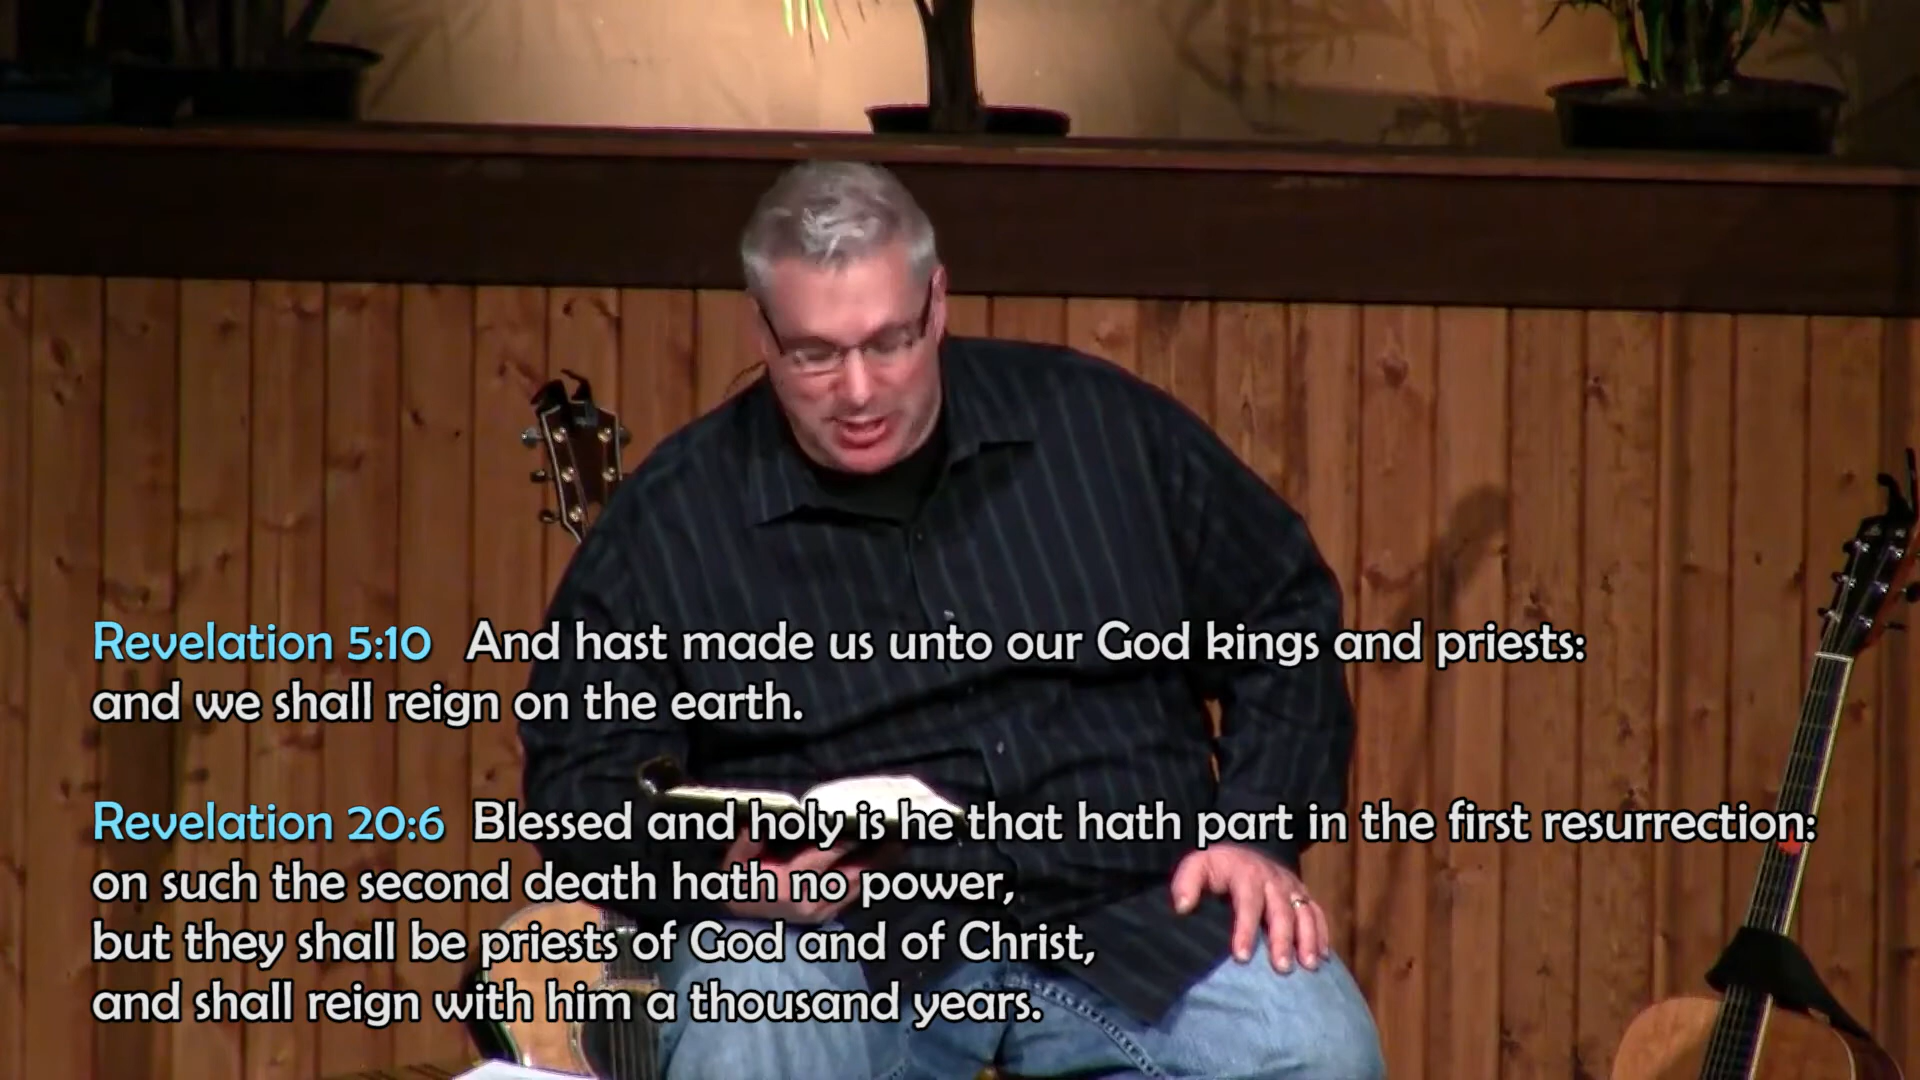 Revelation 5:10 And hast made us unto our God kings and priests:
and we shall reign on the earth.
Revelation 20:6 Blessed and holy is he that hath part in the first resurrection:
on such the second death hath no power,
but they shall be priests of God and of Christ,
and shall reign with him a thousand years.